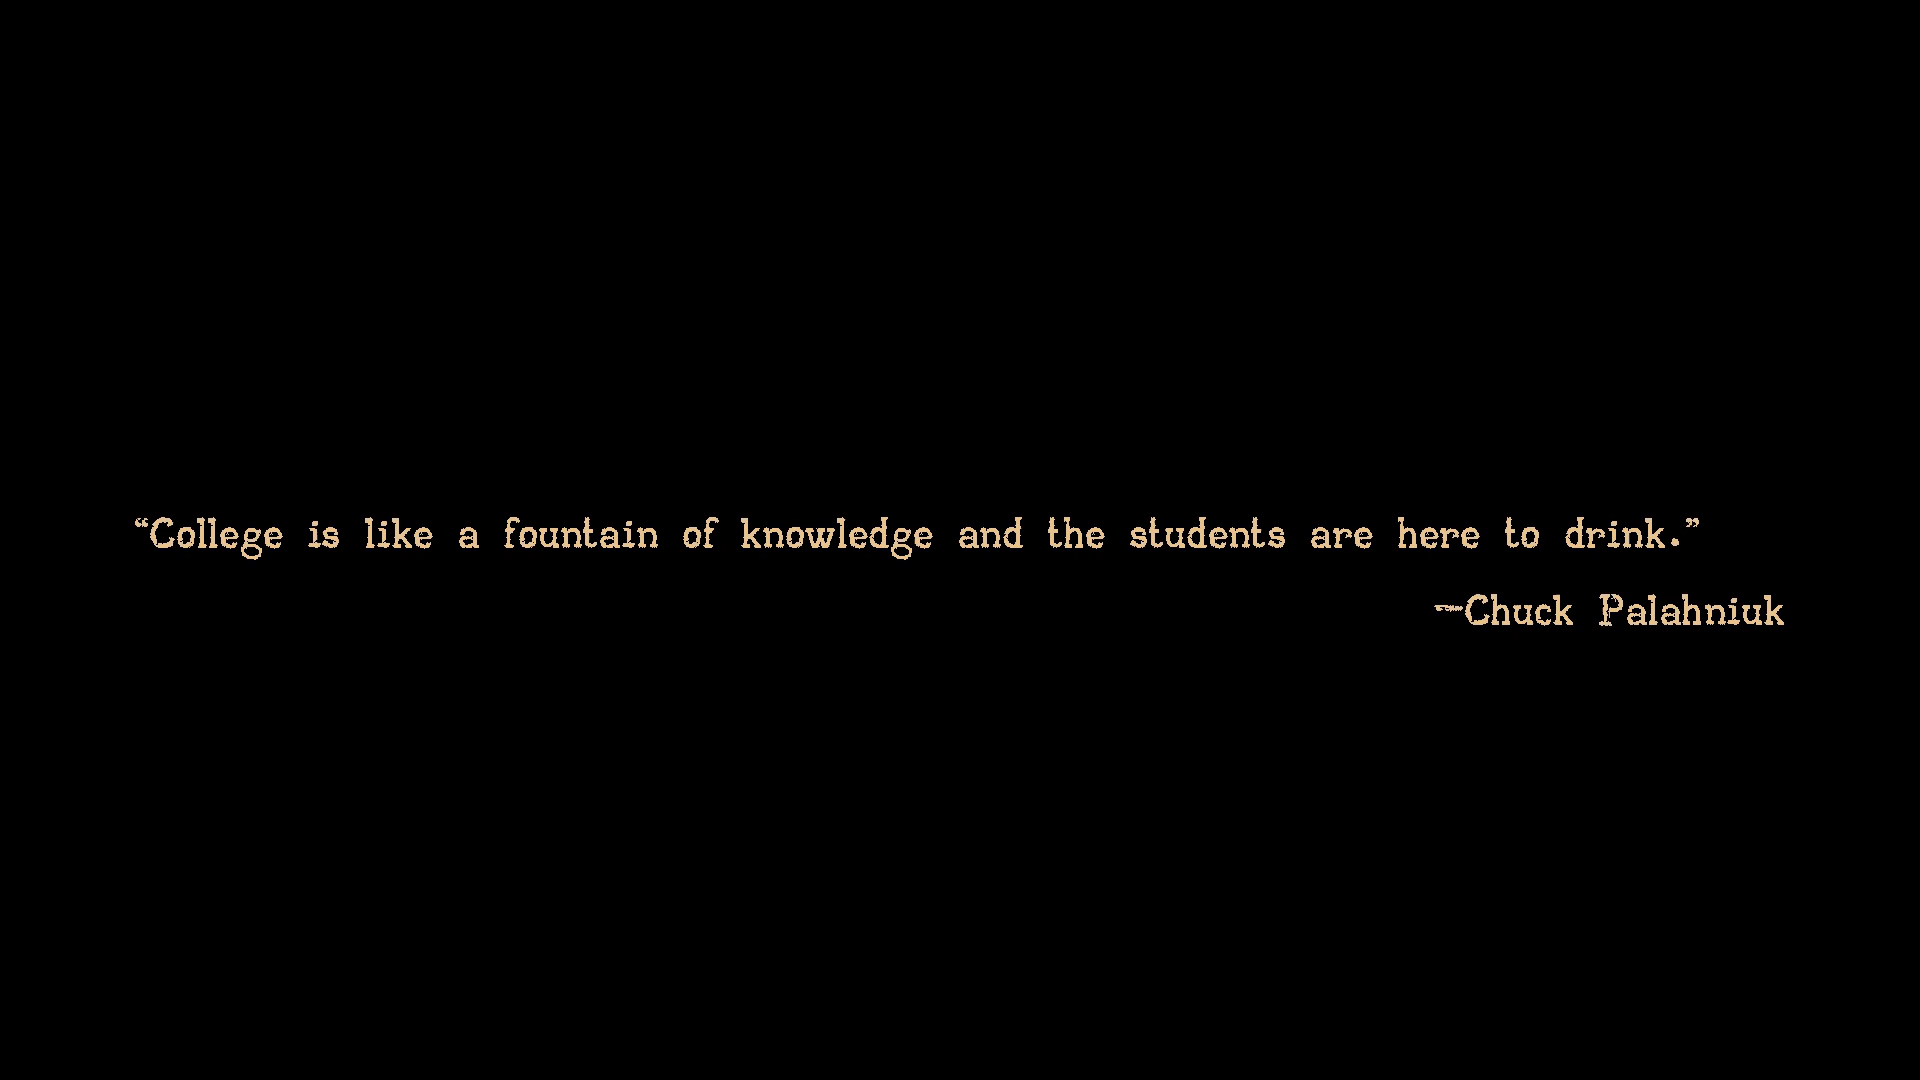 “College is like a fountain of knowledge and the students are here to drink.”
—Chuck Palahniuk